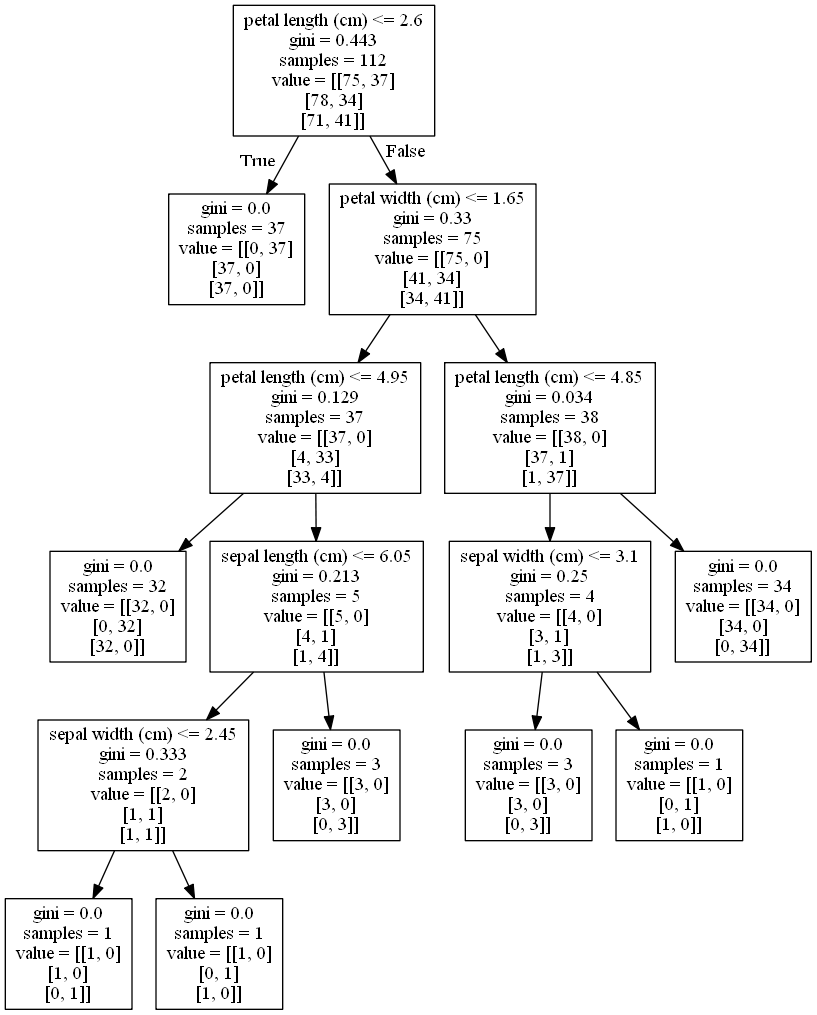 petal length (cm) <= 2.6
gini = 0.443
samples = 112
value = [[75, 37]
[78, 34]
[71, 41]]
True
False
gini = 0.0
samples = 37
value = [[0, 37]
[37, 0]
[37, 0]]
petal width (cm) <= 1.65
gini = 0.33
samples = 75
value = [[75, 0]
[41, 34]
[34, 41]]
petal length (cm) <= 4.95
gini = 0.129
samples = 37
value = [[37, 0]
[4, 33]
[33, 4]]
petal length (cm) <= 4.85
gini = 0.034
samples = 38
value = [[38, 0]
[37, 1]
[1, 37]]
gini = 0.0
samples = 32
value = [[32, 0]
[0, 32]
[32, 0]]
sepal length (cm) <= 6.05
gini = 0.213
samples = 5
value = [[5, 0]
[4, 1]
[1, 4]]
sepal width (cm) <= 3.1
gini = 0.25
samples = 4
value = [[4, 0]
[3, 1]
[1, 3]]
gini = 0.0
samples = 34
value = [[34, 0]
[34, 0]
[0, 34]]
sepal width (cm) <= 2.45
gini = 0.333
samples = 2
value = [[2, 0]
[1, 1]
[1, 1]]
gini = 0.0
samples = 3
value = [[3, 0]
[3, 0]
[0, 3]]
gini = 0.0
samples = 3
value = [[3, 0]
[3, 0]
[0, 3]]
gini = 0.0
samples = 1
value = [[1, 0]
[0, 1]
[1, 0]]
gini = 0.0
samples = 1
value = [[1, 0]
[1, 0]
[0, 1]]
gini = 0.0
samples = 1
value = [[1, 0]
[0, 1]
[1, 0]]